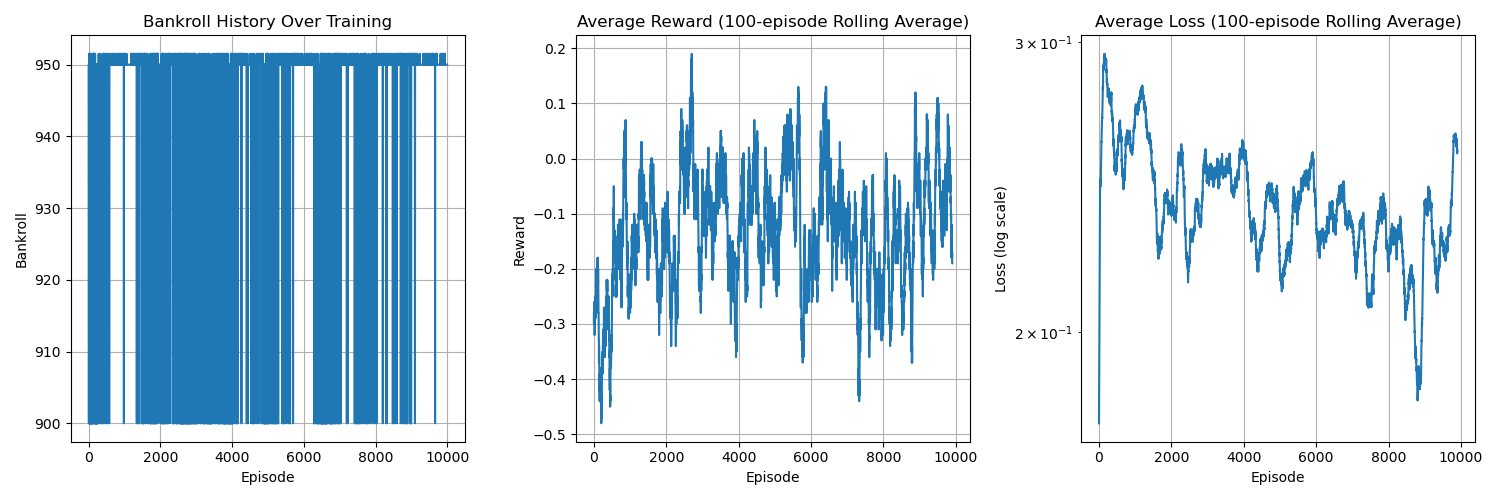 Bankroll History Over Training
950
940
930
920
910
900
Bankroll
0 2000 4000 6000 8000 10000
Episode
Average Reward (100-episode Rolling Average)
0.2
0.1
0.0
−0.1
−0.2
−0.3
−0.4
−0.5
Reward
0 2000 4000 6000 8000 10000
Episode
Average Loss (100-episode Rolling Average)
3 × 10⁻¹
2 × 10⁻¹
Loss (log scale)
0 2000 4000 6000 8000 10000
Episode